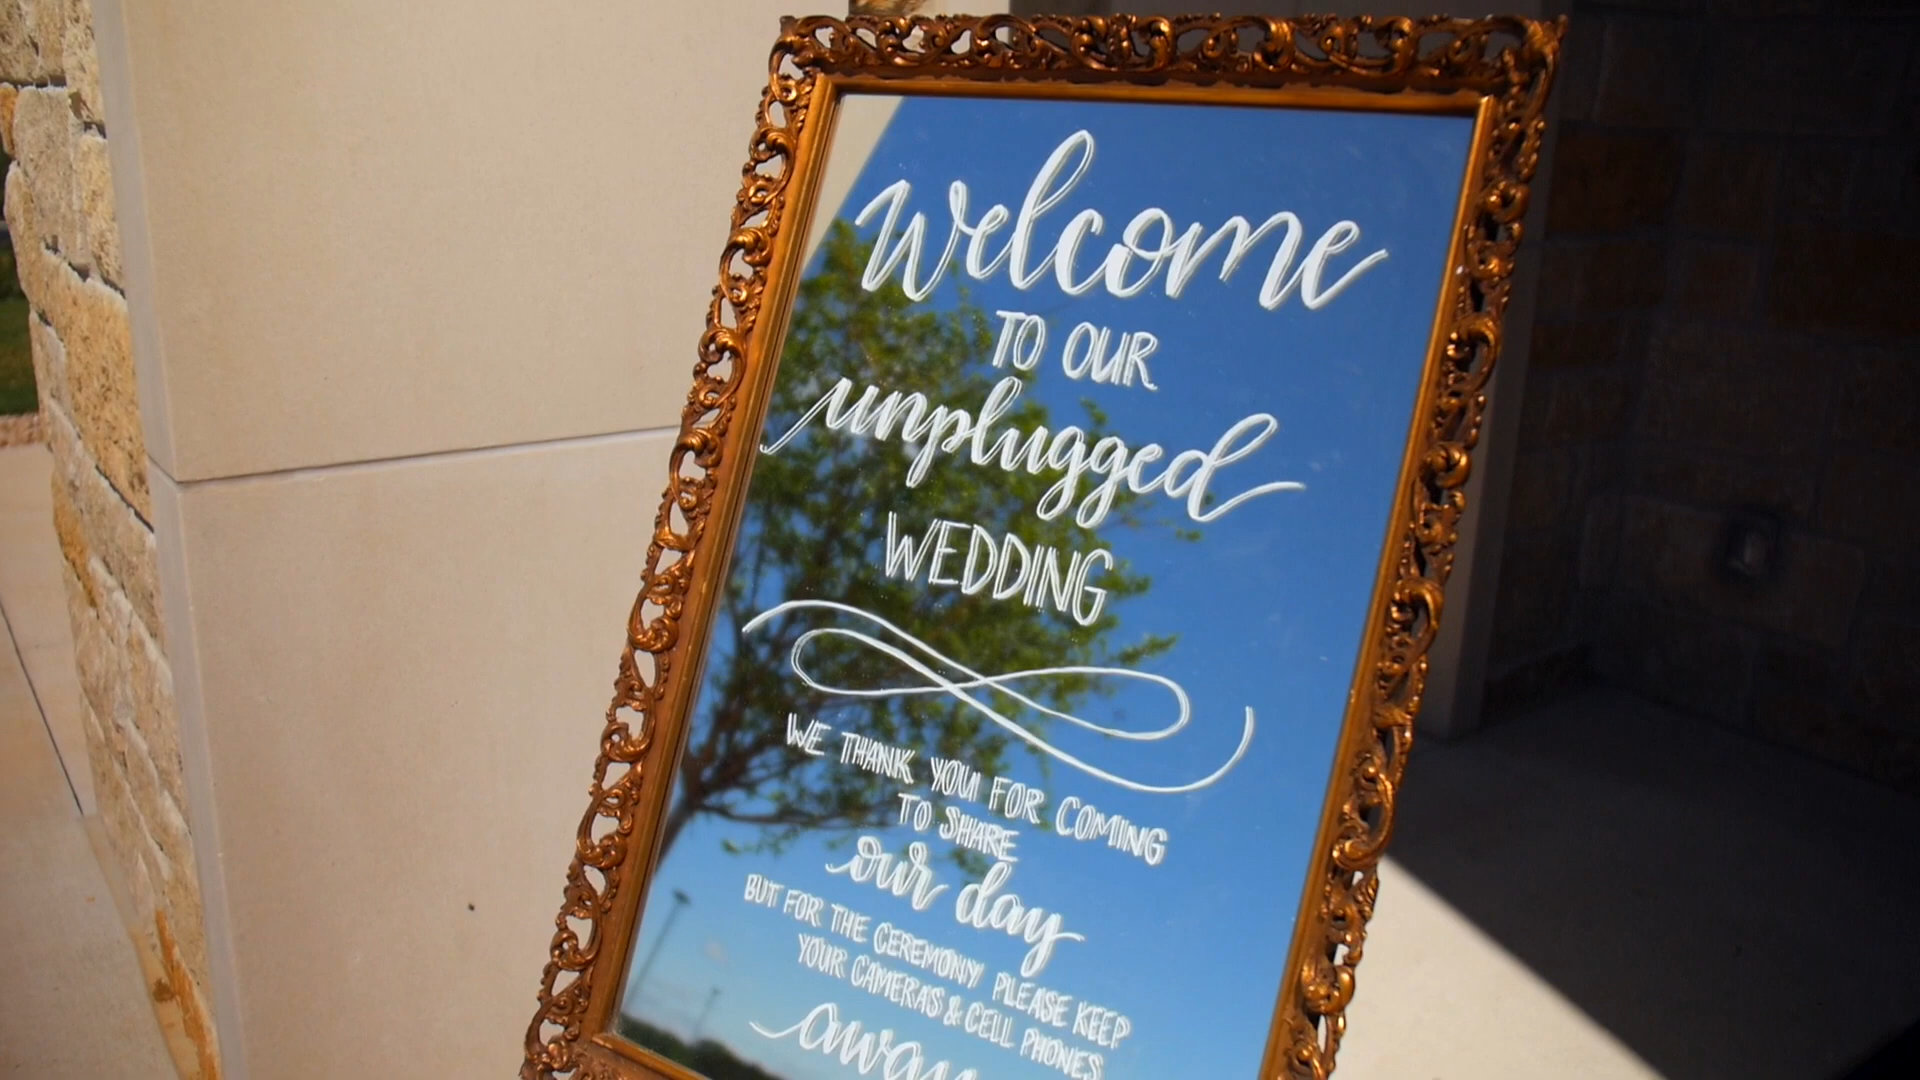 welcome
TO OUR
unplugged
WEDDING
WE THANK YOU FOR COMING
TO SHARE
our day
BUT FOR THE CEREMONY PLEASE KEEP
YOUR CAMERAS & CELL PHONES
away